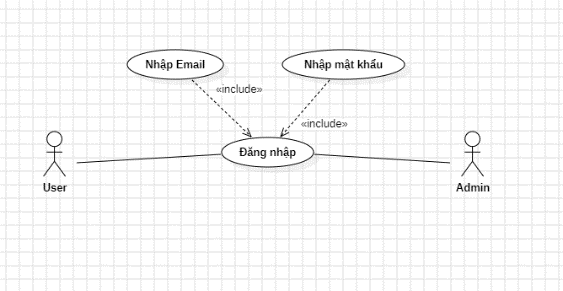 Nhập Email
Nhập mật khẩu
«include»
«include»
Đăng nhập
User
Admin